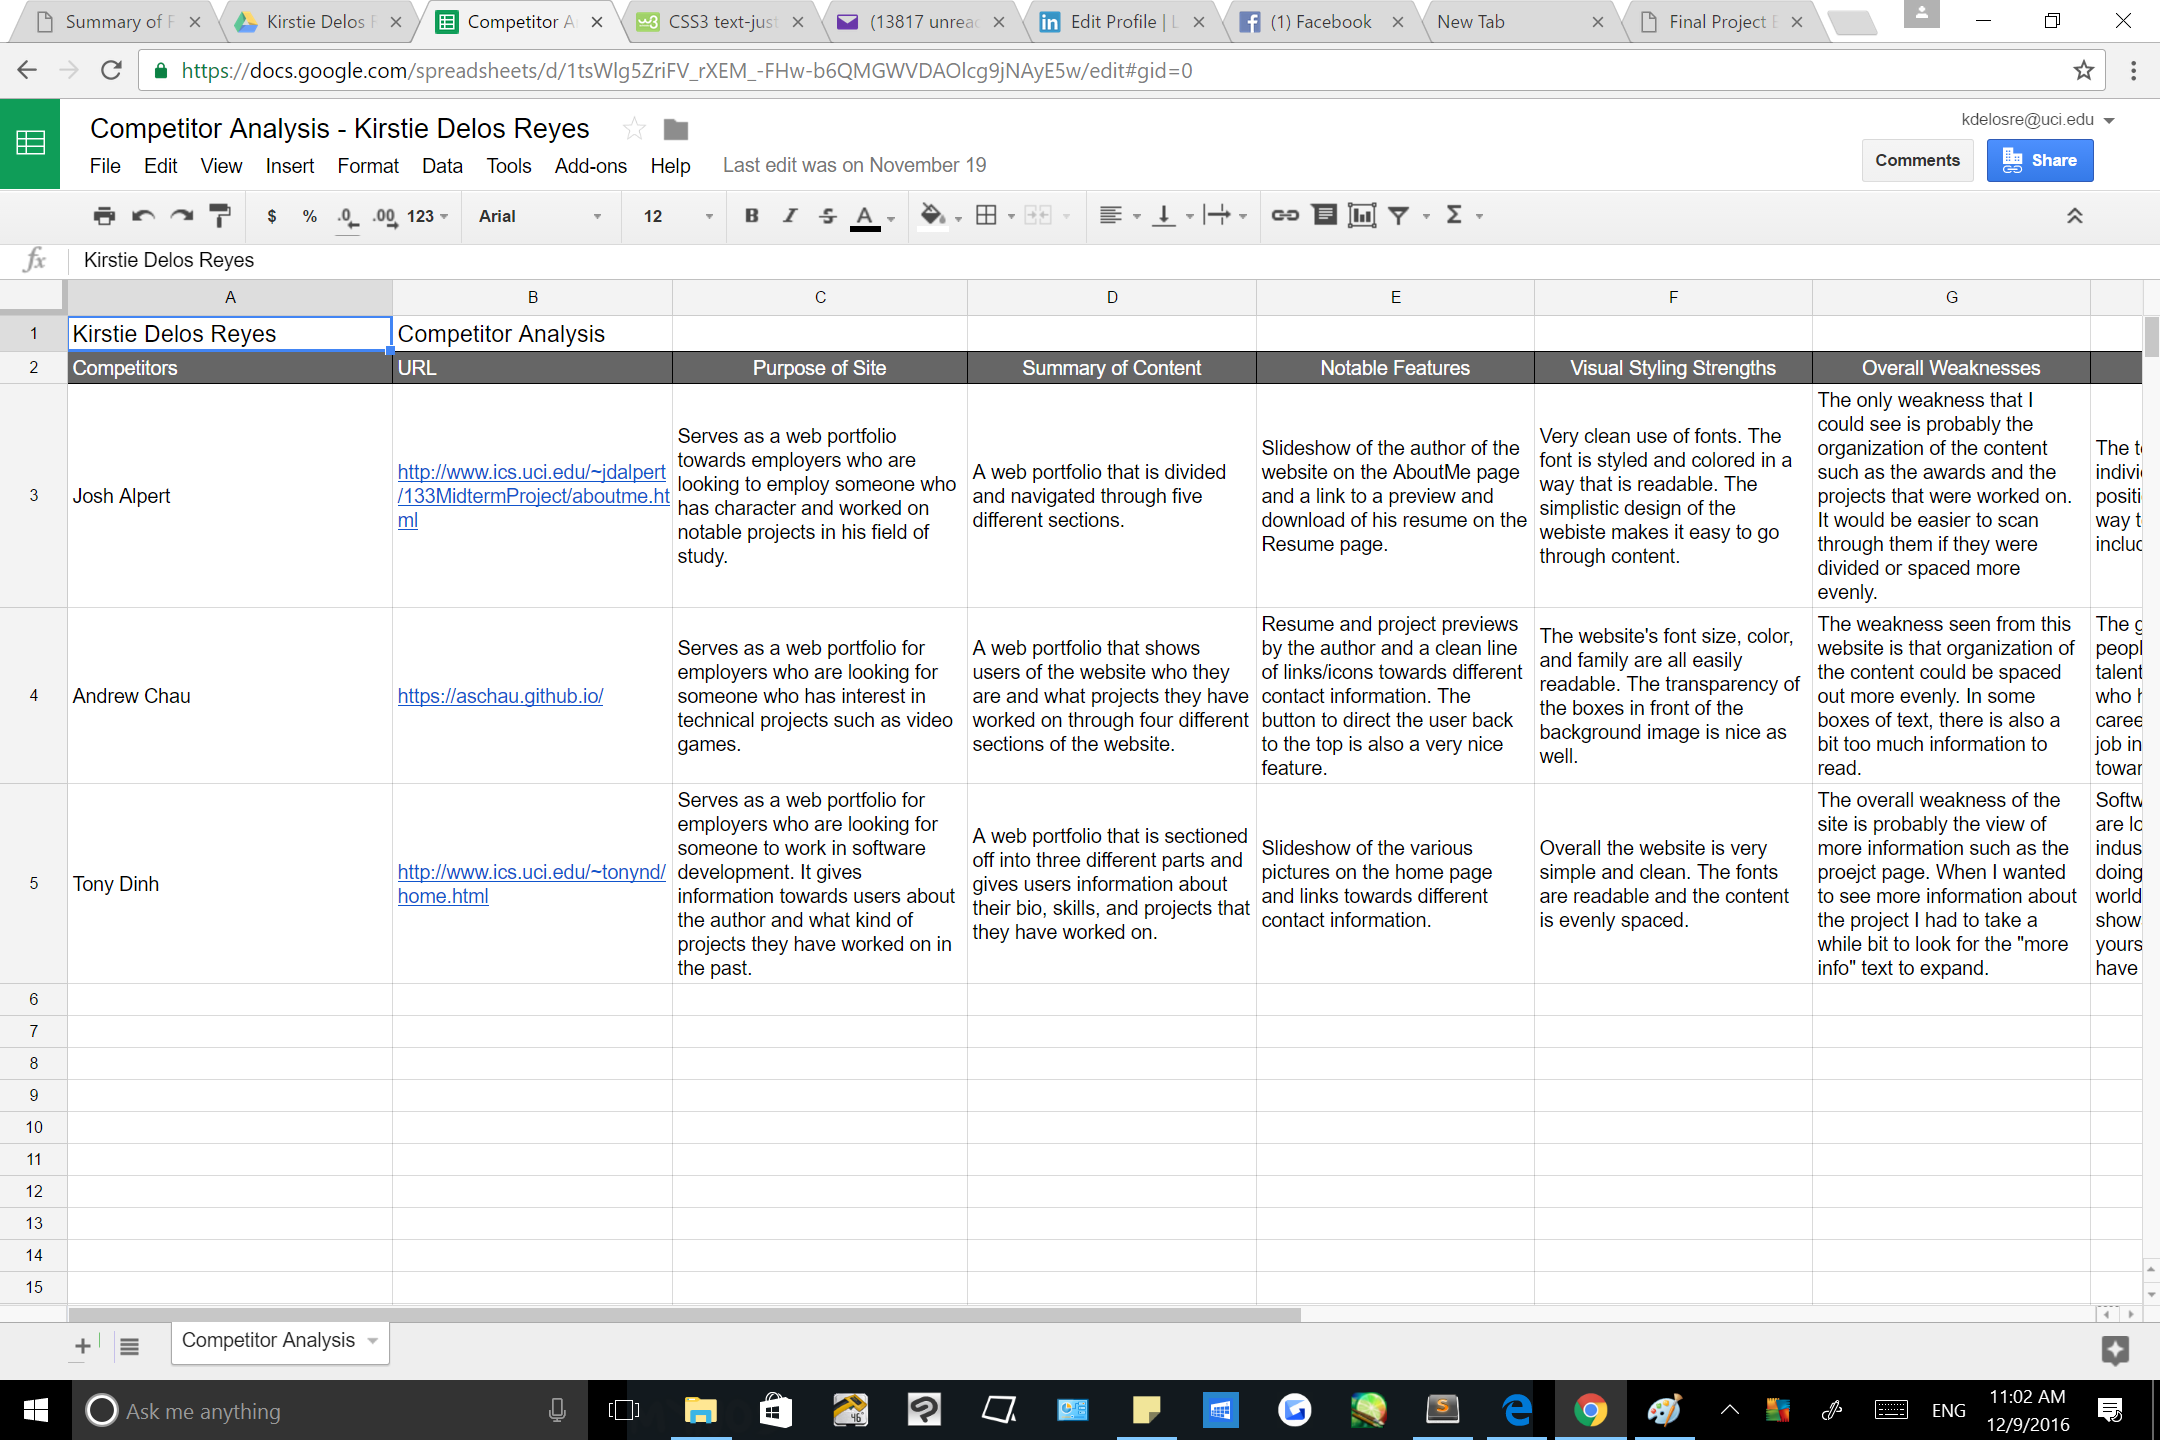 Summary of F
Kirstie Delos F
Competitor A
CSS3 text-just
(13817 unread
Edit Profile | L
(1) Facebook
New Tab
Final Project E
https://docs.google.com/spreadsheets/d/1tsWlg5ZriFV_rXEM_-FHw-b6QMGWVDAOlcg9jNAyE5w/edit#gid=0
Competitor Analysis - Kirstie Delos Reyes
kdelosre@uci.edu
File Edit View Insert Format Data Tools Add-ons Help Last edit was on November 19
Comments
Share
$ % .0 .00 123 Arial 12 B I S A Σ
fx Kirstie Delos Reyes
A B C D E F G
1 Kirstie Delos Reyes Competitor Analysis
2 Competitors URL Purpose of Site Summary of Content Notable Features Visual Styling Strengths Overall Weaknesses
3
Josh Alpert
http://www.ics.uci.edu/~jdalpert
/133MidtermProject/aboutme.ht
ml
Serves as a web portfolio
towards employers who are
looking to employ someone who
has character and worked on
notable projects in his field of
study.
A web portfolio that is divided
and navigated through five
different sections.
Slideshow of the author of the
website on the AboutMe page
and a link to a preview and
download of his resume on the
Resume page.
Very clean use of fonts. The
font is styled and colored in a
way that is readable. The
simplistic design of the
webiste makes it easy to go
through content.
The only weakness that I
could see is probably the
organization of the content
such as the awards and the
projects that were worked on.
It would be easier to scan
through them if they were
divided or spaced more
evenly.
The t
indivi
positi
way t
includ
4
Andrew Chau
https://aschau.github.io/
Serves as a web portfolio for
employers who are looking for
someone who has interest in
technical projects such as video
games.
A web portfolio that shows
users of the website who they
are and what projects they have
worked on through four different
sections of the website.
Resume and project previews
by the author and a clean line
of links/icons towards different
contact information. The
button to direct the user back
to the top is also a very nice
feature.
The website's font size, color,
and family are all easily
readable. The transparency of
the boxes in front of the
background image is nice as
well.
The weakness seen from this
website is that organization of
the content could be spaced
out more evenly. In some
boxes of text, there is also a
bit too much information to
read.
The g
peopl
talent
who h
caree
job in
towar
5
Tony Dinh
http://www.ics.uci.edu/~tonynd/
home.html
Serves as a web portfolio for
employers who are looking for
someone to work in software
development. It gives
information towards users about
the author and what kind of
projects they have worked on in
the past.
A web portfolio that is sectioned
off into three different parts and
gives users information about
their bio, skills, and projects that
they have worked on.
Slideshow of the various
pictures on the home page
and links towards different
contact information.
Overall the website is very
simple and clean. The fonts
are readable and the content
is evenly spaced.
The overall weakness of the
site is probably the view of
more information such as the
proejct page. When I wanted
to see more information about
the project I had to take a
while bit to look for the "more
info" text to expand.
Softw
are lo
indus
doing
world
show
yours
have
6
7
8
9
10
11
12
13
14
15
Competitor Analysis
Ask me anything
ENG
11:02 AM
12/9/2016